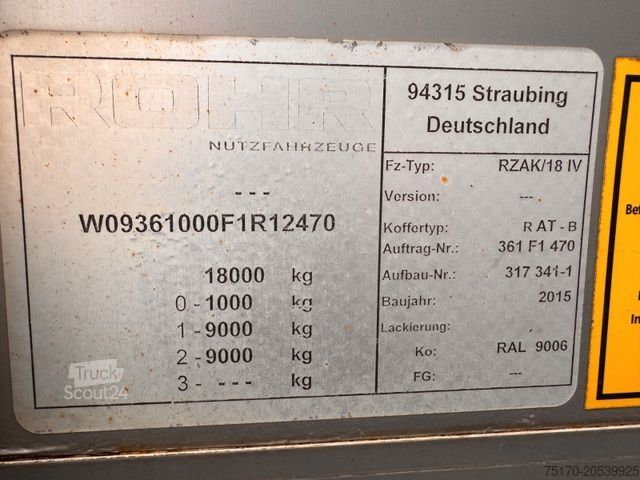 ROHR
NUTZFAHRZEUGE
---
W09361000F1R12470
18000 kg
0 - 1000 kg
1 - 9000 kg
2 - 9000 kg
3 - --- kg
94315 Straubing
Deutschland
Fz-Typ: RZAK/18 IV
Version: ---
Koffertyp: R AT - B
Auftrag-Nr.: 361 F1 470
Aufbau-Nr.: 317 341-1
Baujahr: 2015
Lackierung:
Ko: RAL 9006
FG: ---
Truck
Scout24
75170-20539925